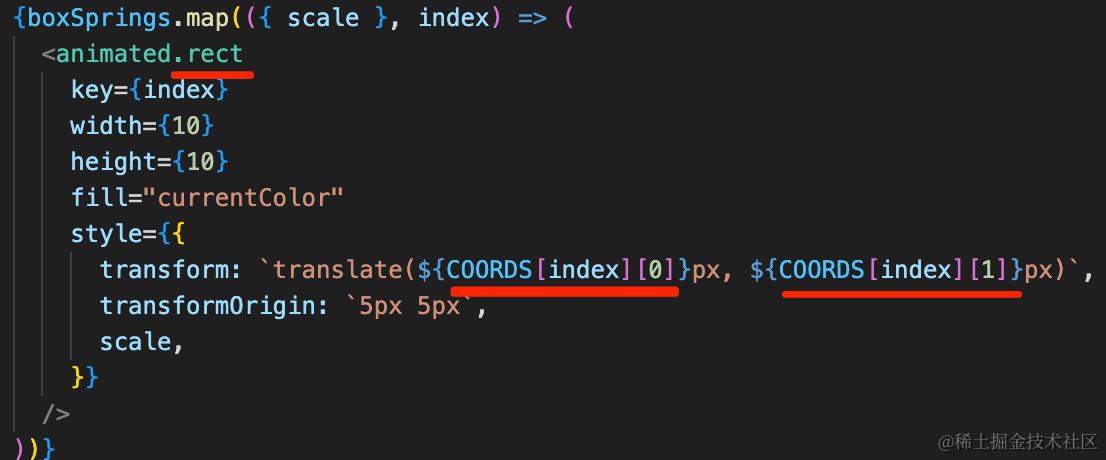 {boxSprings.map(({ scale }, index) => (
<animated.rect
key={index}
width={10}
height={10}
fill="currentColor"
style={{
transform: `translate(${COORDS[index][0]}px, ${COORDS[index][1]}px)`,
transformOrigin: `5px 5px`,
scale,
}}
/>
))}
@稀土掘金技术社区